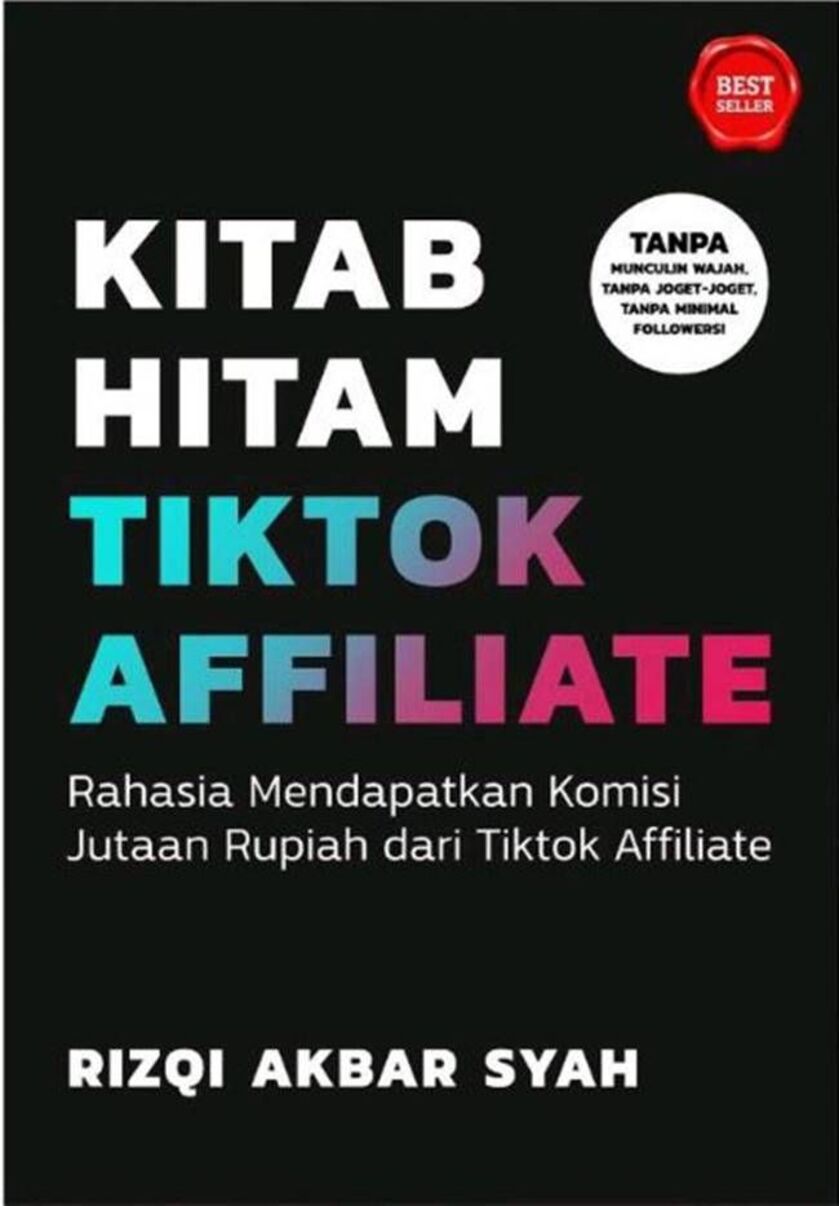 BEST
SELLER
KITAB
HITAM
TIKTOK
AFFILIATE
TANPA
MUNCULIN WAJAH,
TANPA JOGET-JOGET,
TANPA MINIMAL
FOLLOWERS!
Rahasia Mendapatkan Komisi
Jutaan Rupiah dari Tiktok Affiliate
RIZQI AKBAR SYAH